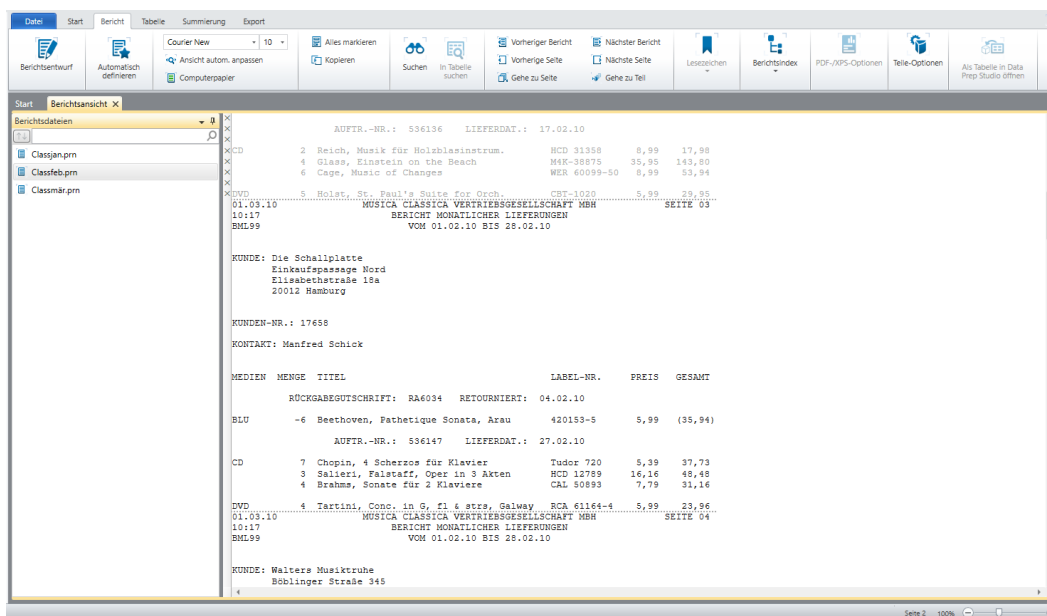 Datei Start Bericht Tabelle Summierung Export
Berichtsentwurf
Automatisch definieren
Courier New 10
Ansicht autom. anpassen
Computerpapier
Alles markieren
Kopieren
Suchen
In Tabelle suchen
Vorheriger Bericht
Vorherige Seite
Gehe zu Seite
Nächster Bericht
Nächste Seite
Gehe zu Teil
Lesezeichen
Berichtsindex
PDF-/XPS-Optionen
Teile-Optionen
Als Tabelle in Data Prep Studio öffnen
Start Berichtsansicht
Berichtsdateien
Classjan.prn
Classfeb.prn
Classmär.prn
AUFTR.-NR.: 536136 LIEFERDAT.: 17.02.10
CD 2 Reich, Musik für Holzblasinstrum. HCD 31358 8,99 17,98
4 Glass, Einstein on the Beach M4K-38875 35,95 143,80
6 Cage, Music of Changes WER 60099-50 8,99 53,94
DVD 5 Holst, St. Paul's Suite for Orch. CBT-1020 5,99 29,95
01.03.10 MUSICA CLASSICA VERTRIEBSGESELLSCHAFT MBH SEITE 03
10:17 BERICHT MONATLICHER LIEFERUNGEN
BML99 VOM 01.02.10 BIS 28.02.10
KUNDE: Die Schallplatte
Einkaufspassage Nord
Elisabethstraße 18a
20012 Hamburg
KUNDEN-NR.: 17658
KONTAKT: Manfred Schick
MEDIEN MENGE TITEL LABEL-NR. PREIS GESAMT
RÜCKGABEGUTSCHRIFT: RA6034 RETOURNIERT: 04.02.10
BLU -6 Beethoven, Pathetique Sonata, Arau 420153-5 5,99 (35,94)
AUFTR.-NR.: 536147 LIEFERDAT.: 27.02.10
CD 7 Chopin, 4 Scherzos für Klavier Tudor 720 5,39 37,73
3 Salieri, Falstaff, Oper in 3 Akten HCD 12789 16,16 48,48
4 Brahms, Sonate für 2 Klaviere CAL 50893 7,79 31,16
DVD 4 Tartini, Conc. in G, fl & strs, Galway RCA 61164-4 5,99 23,96
01.03.10 MUSICA CLASSICA VERTRIEBSGESELLSCHAFT MBH SEITE 04
10:17 BERICHT MONATLICHER LIEFERUNGEN
BML99 VOM 01.02.10 BIS 28.02.10
KUNDE: Walters Musiktruhe
Böblinger Straße 345
Seite 2 100%